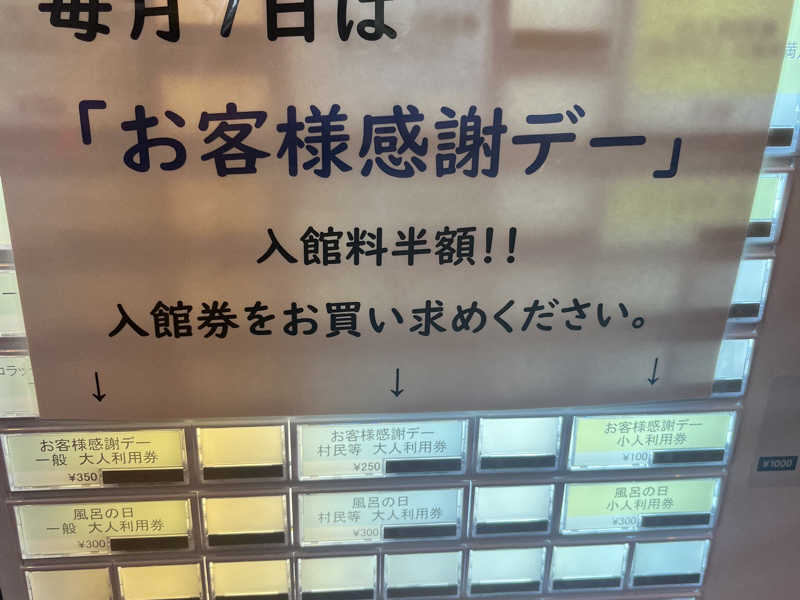 毎月7日は
「お客様感謝デー」
入館料半額!!
入館券をお買い求めください。
↓ ↓ ↓
お客様感謝デー
一般 大人利用券
¥350
お客様感謝デー
村民等 大人利用券
¥250
お客様感謝デー
小人利用券
¥100
風呂の日
一般 大人利用券
¥300
風呂の日
村民等 大人利用券
¥300
風呂の日
小人利用券
¥300
¥1000